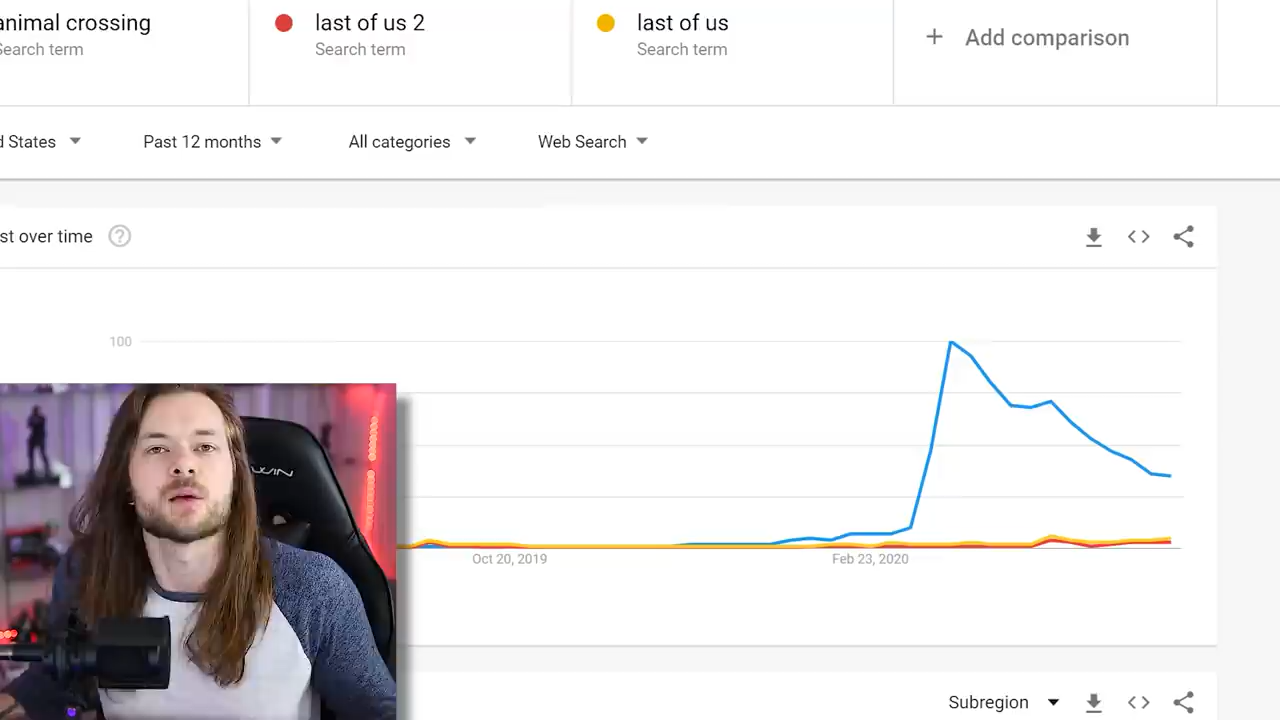 animal crossing
Search term
last of us 2
Search term
last of us
Search term
+ Add comparison
d States
Past 12 months
All categories
Web Search
st over time
?
100
WIN
Oct 20, 2019
Feb 23, 2020
Subregion